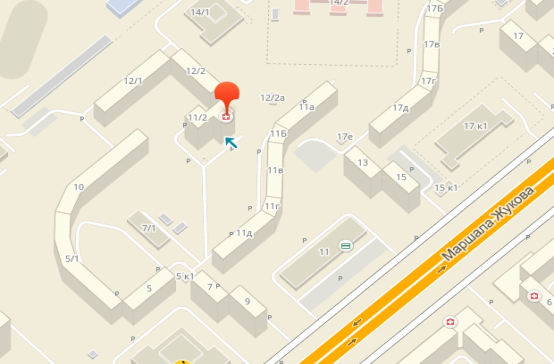 14/1
14/2
17Б
17в
17
12/2
12/1
17г
12/2а
11а
17д
11/2
11Б
17е
17 к1
13
11в
15
15 к1
10
11г
Маршала Жукова
7/1
11д
11
5/1
5 к1
7
5
9
6
Р
Р
Р
Р
Р
Р
Р
Р
Р
Р
Р
Р